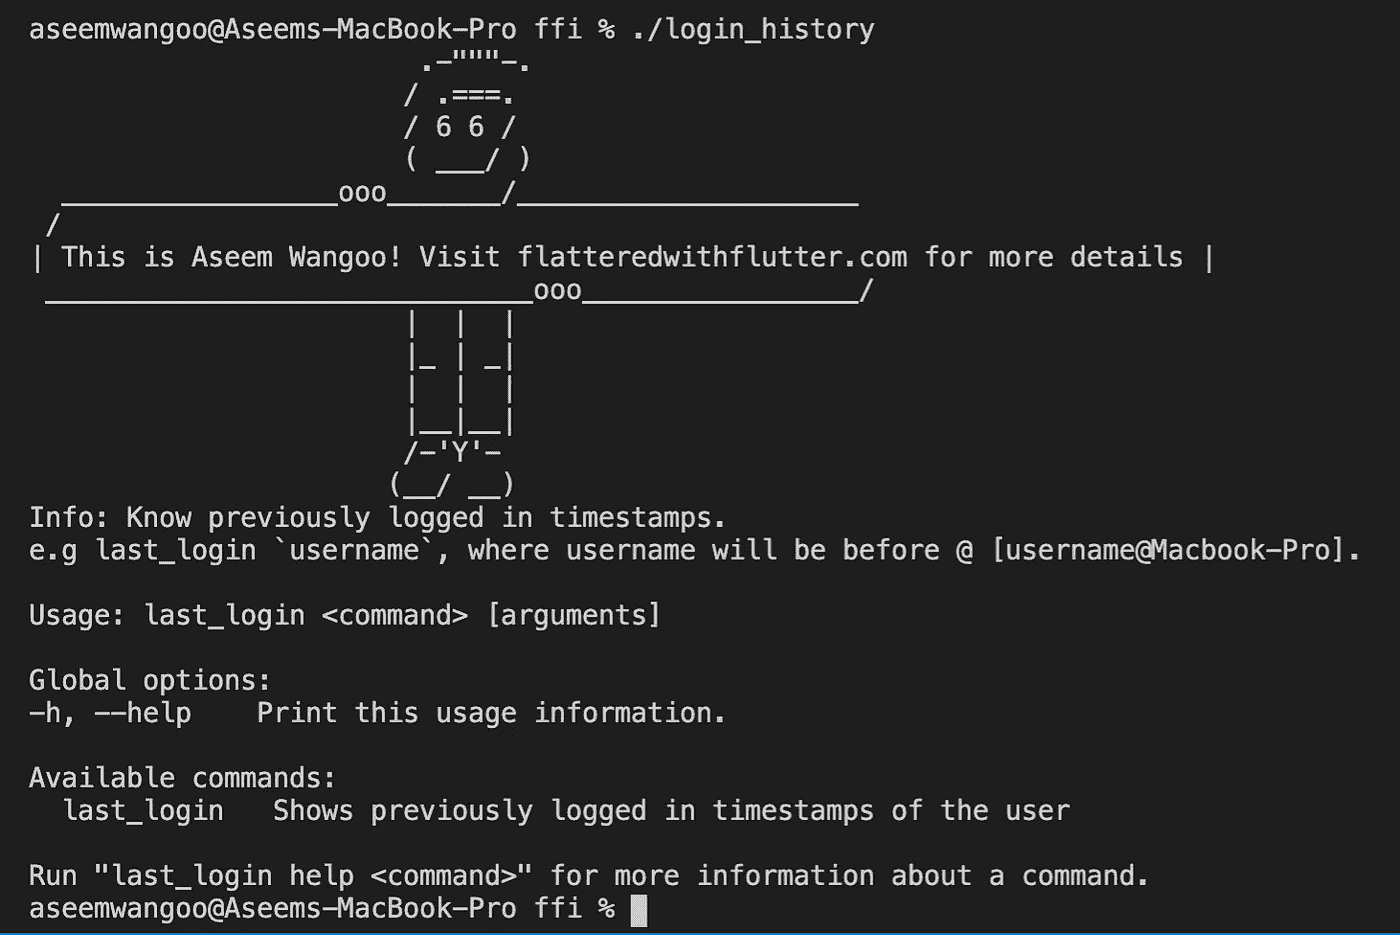 aseemwangoo@Aseems-MacBook-Pro ffi % ./login_history
                        .-"""-.
                       / .===.
                       / 6 6 /
                       ( ___/ )
  _________________ooo_______/_____________________
 /
| This is Aseem Wangoo! Visit flatteredwithflutter.com for more details |
 ______________________________ooo_________________/
                       |  |  |
                       |_ | _|
                       |  |  |
                       |__|__|
                       /-'Y'-
                      (__/ __)
Info: Know previously logged in timestamps.
e.g last_login `username`, where username will be before @ [username@Macbook-Pro].

Usage: last_login <command> [arguments]

Global options:
-h, --help    Print this usage information.

Available commands:
  last_login   Shows previously logged in timestamps of the user

Run "last_login help <command>" for more information about a command.
aseemwangoo@Aseems-MacBook-Pro ffi %